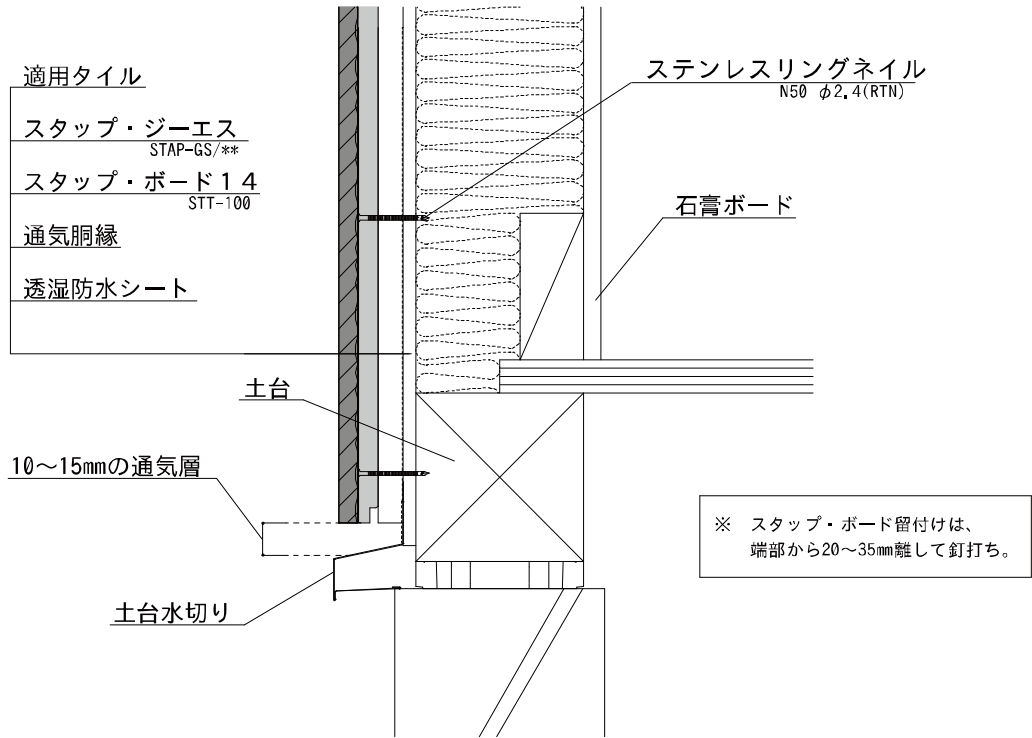 適用タイル
スタップ・ジーエス
STAP-GS/**
スタップ・ボード14
STT-100
通気胴縁
透湿防水シート
ステンレスリングネイル
N50 φ2.4(RTN)
石膏ボード
土台
10～15mmの通気層
土台水切り
※ スタップ・ボード留付けは、
端部から20～35mm離して釘打ち。